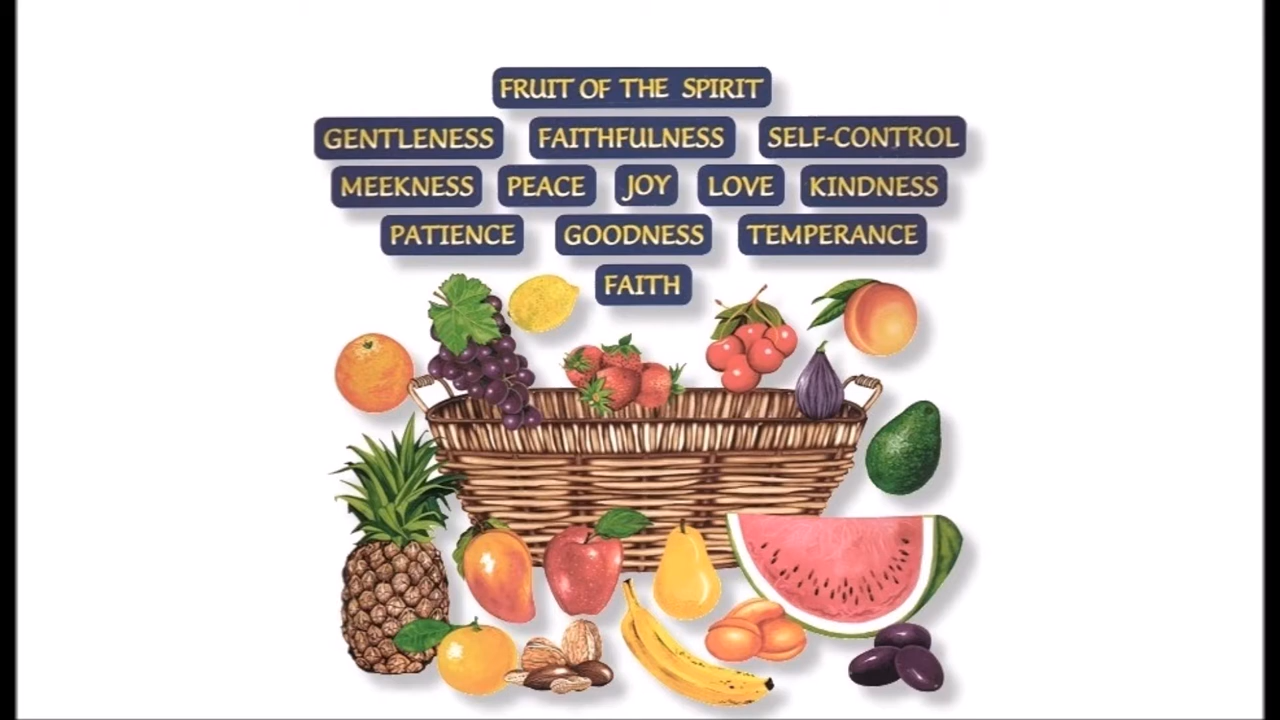 FRUIT OF THE SPIRIT
GENTLENESS FAITHFULNESS SELF-CONTROL
MEEKNESS PEACE JOY LOVE KINDNESS
PATIENCE GOODNESS TEMPERANCE
FAITH